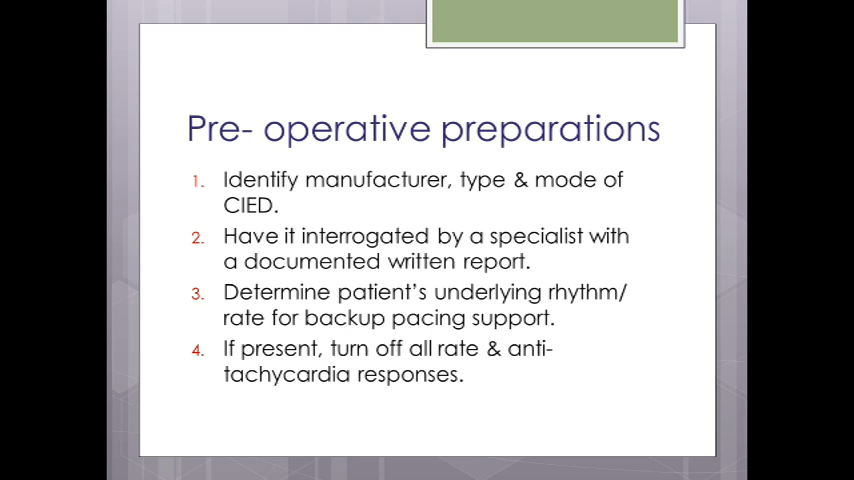 Pre- operative preparations
1. Identify manufacturer, type & mode of
CIED.
2. Have it interrogated by a specialist with
a documented written report.
3. Determine patient's underlying rhythm/
rate for backup pacing support.
4. If present, turn off all rate & anti-
tachycardia responses.